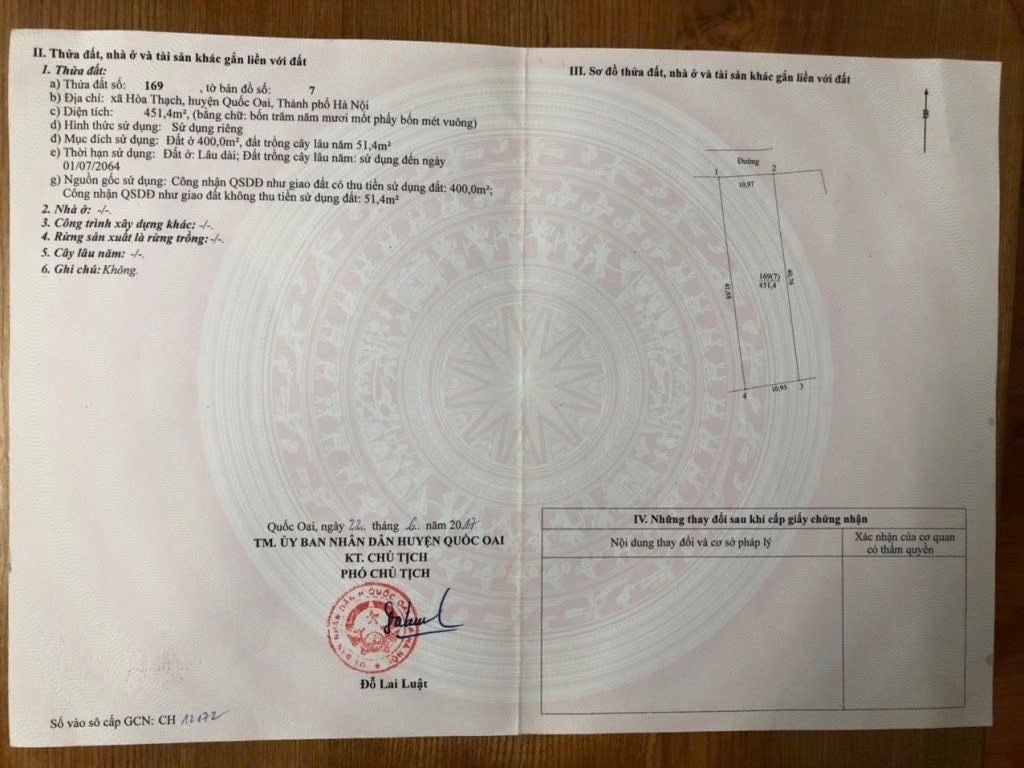 II. Thửa đất, nhà ở và tài sản khác gắn liền với đất
1. Thửa đất:
a) Thửa đất số: 169 , tờ bản đồ số: 7
b) Địa chỉ: xã Hòa Thạch, huyện Quốc Oai, Thành phố Hà Nội
c) Diện tích: 451,4m², (bằng chữ: bốn trăm năm mươi mốt phẩy bốn mét vuông)
d) Hình thức sử dụng: Sử dụng riêng
đ) Mục đích sử dụng: Đất ở 400,0m², đất trồng cây lâu năm 51,4m²
e) Thời hạn sử dụng: Đất ở: Lâu dài; Đất trồng cây lâu năm: sử dụng đến ngày
01/07/2064
g) Nguồn gốc sử dụng: Công nhận QSDĐ như giao đất có thu tiền sử dụng đất: 400,0m²;
Công nhận QSDĐ như giao đất không thu tiền sử dụng đất: 51,4m²
2. Nhà ở: -/-.
3. Công trình xây dựng khác: -/-.
4. Rừng sản xuất là rừng trồng: -/-.
5. Cây lâu năm: -/-.
6. Ghi chú: Không.
Quốc Oai, ngày 22 tháng 6 năm 2017
TM. ỦY BAN NHÂN DÂN HUYỆN QUỐC OAI
KT. CHỦ TỊCH
PHÓ CHỦ TỊCH
Đỗ Lai Luật
Số vào sổ cấp GCN: CH 12172
III. Sơ đồ thửa đất, nhà ở và tài sản khác gắn liền với đất
B
Đường
1
2
10,97
41,68
169(7)
451,4
40,76
10,95
4
3
IV. Những thay đổi sau khi cấp giấy chứng nhận
Nội dung thay đổi và cơ sở pháp lý
Xác nhận của cơ quan
có thẩm quyền